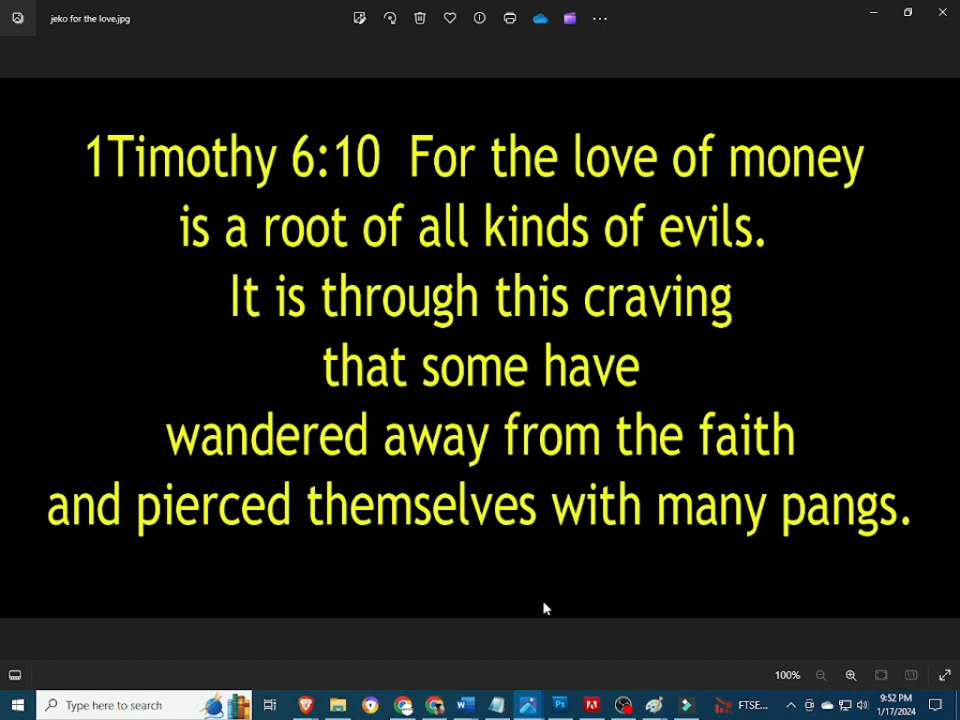 jeko for the love.jpg
1Timothy 6:10  For the love of money
is a root of all kinds of evils.
It is through this craving
that some have
wandered away from the faith
and pierced themselves with many pangs.
100%
Type here to search
FTSE...
9:52 PM
1/17/2024